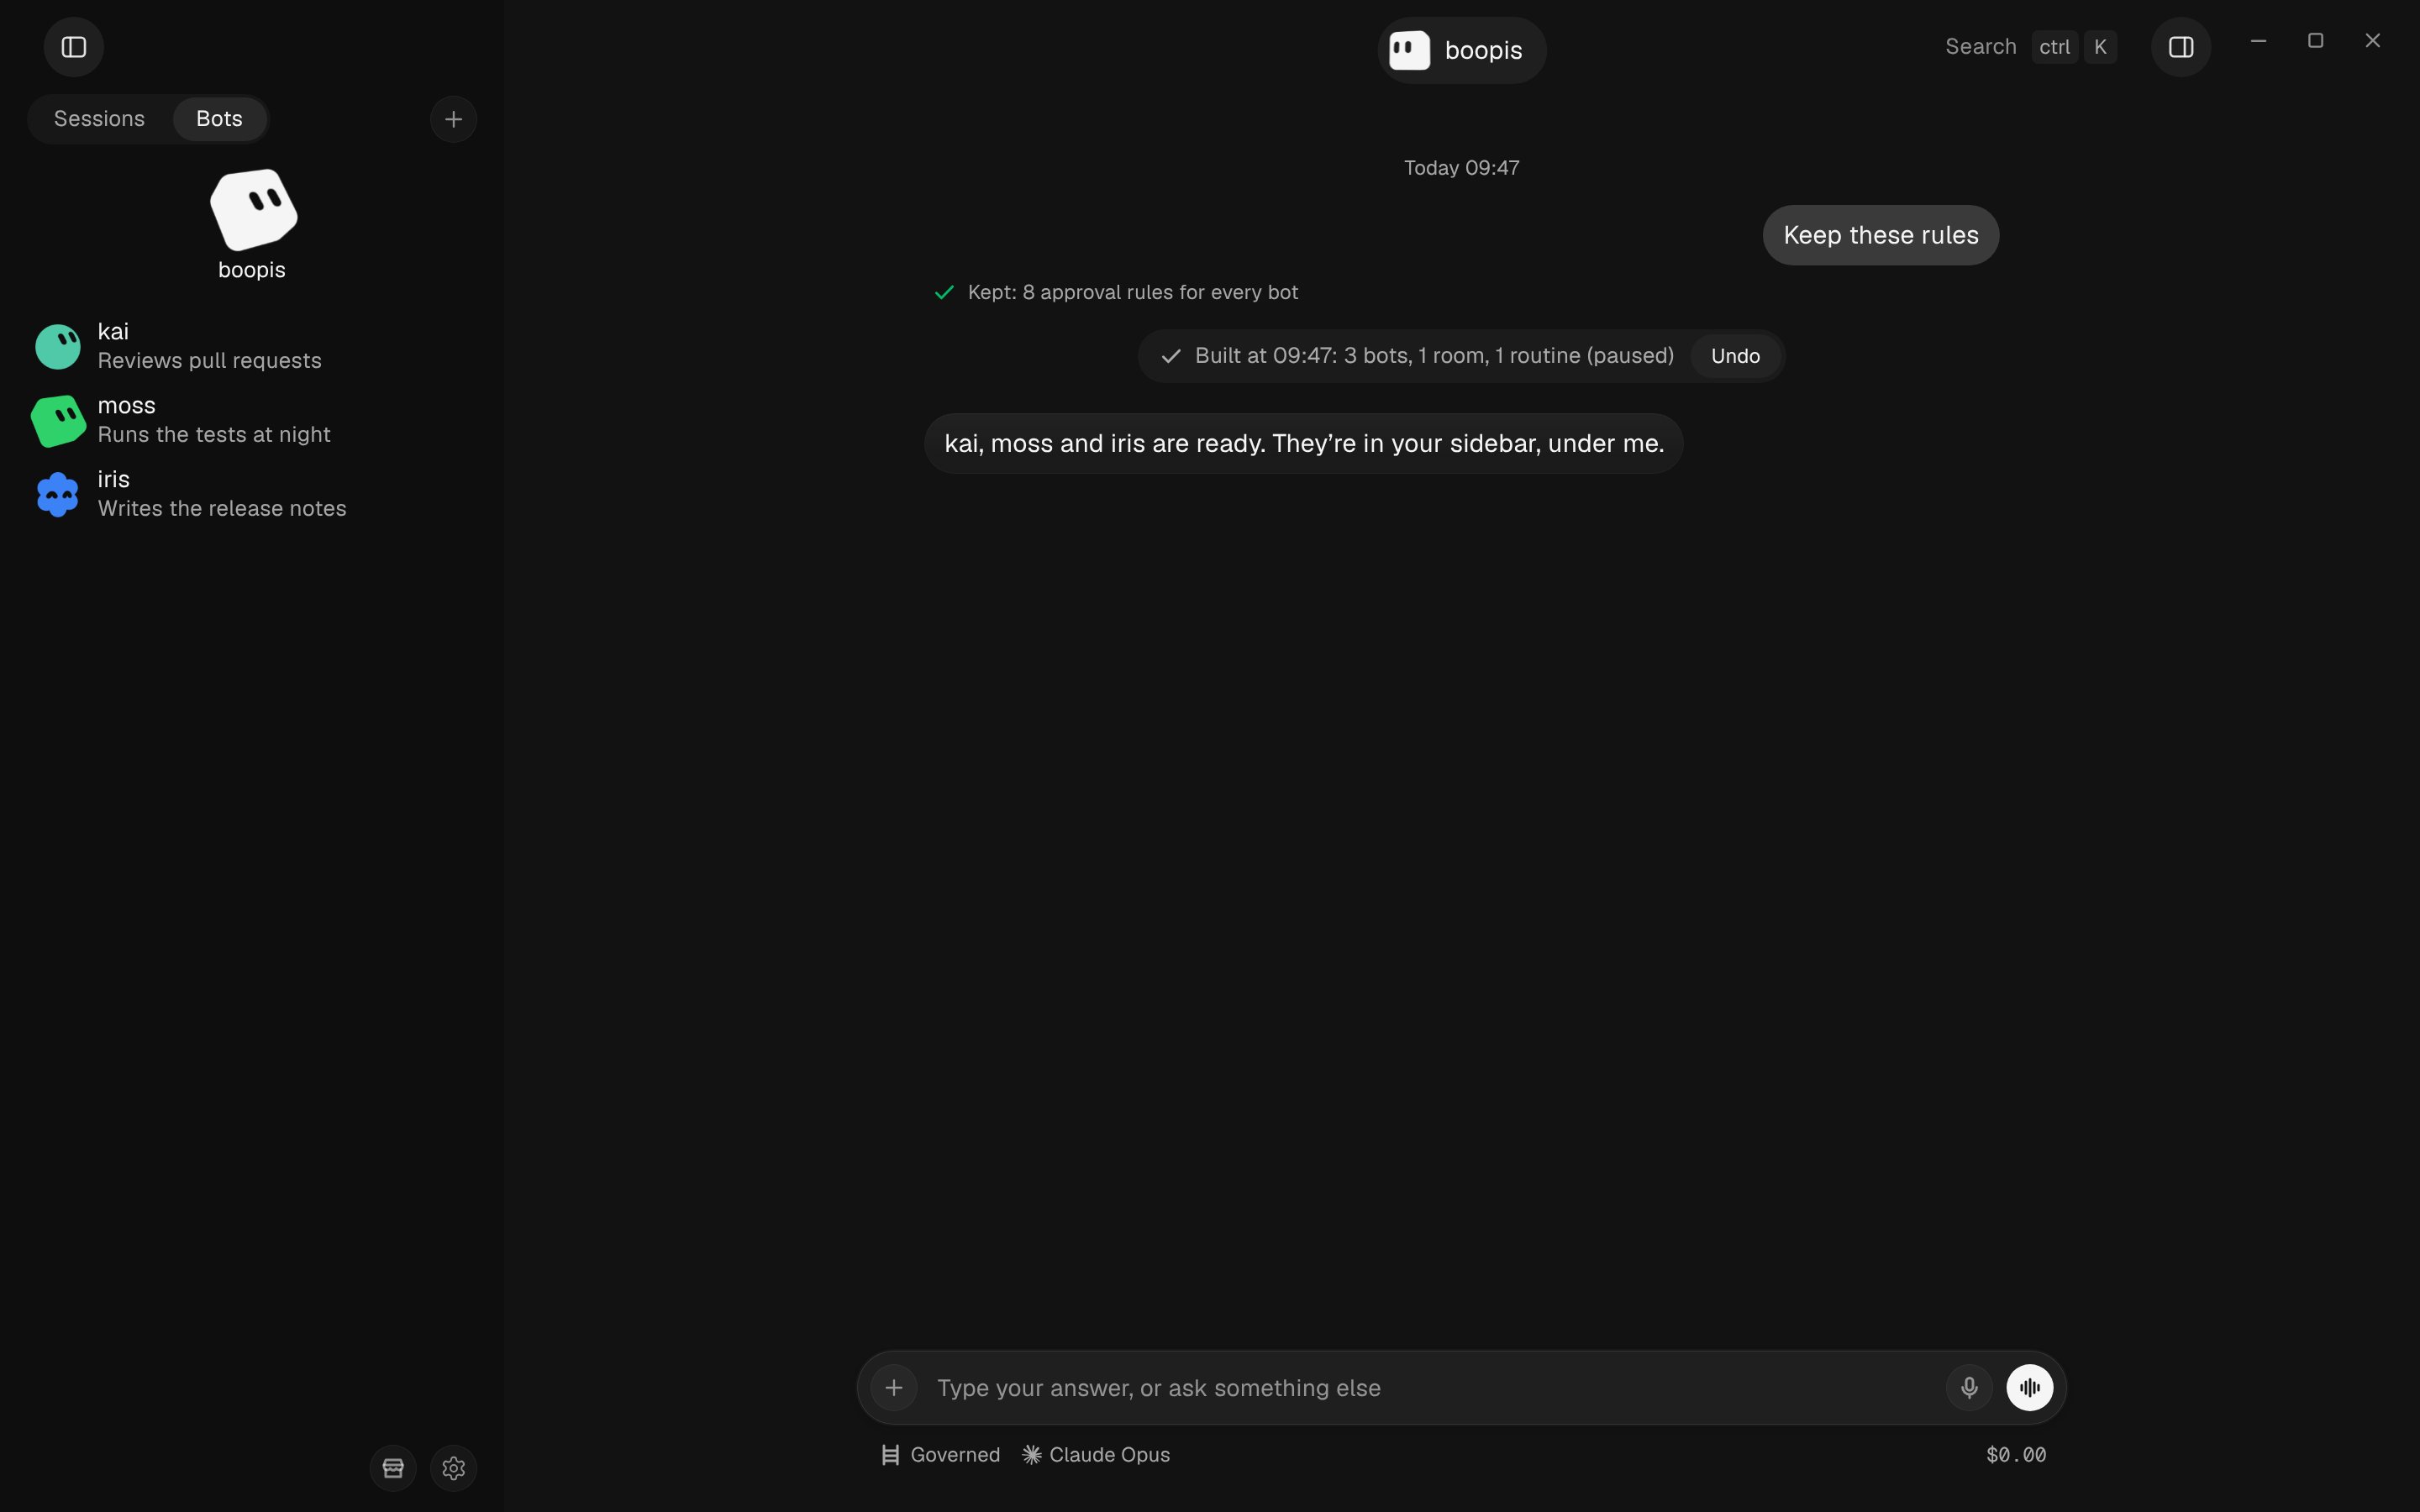 boopis
Search ctrl K
Sessions Bots
Today 09:47
Keep these rules
boopis
Kept: 8 approval rules for every bot
kai
Reviews pull requests
Built at 09:47: 3 bots, 1 room, 1 routine (paused) Undo
moss
Runs the tests at night
kai, moss and iris are ready. They’re in your sidebar, under me.
iris
Writes the release notes
Type your answer, or ask something else
Governed Claude Opus $0.00